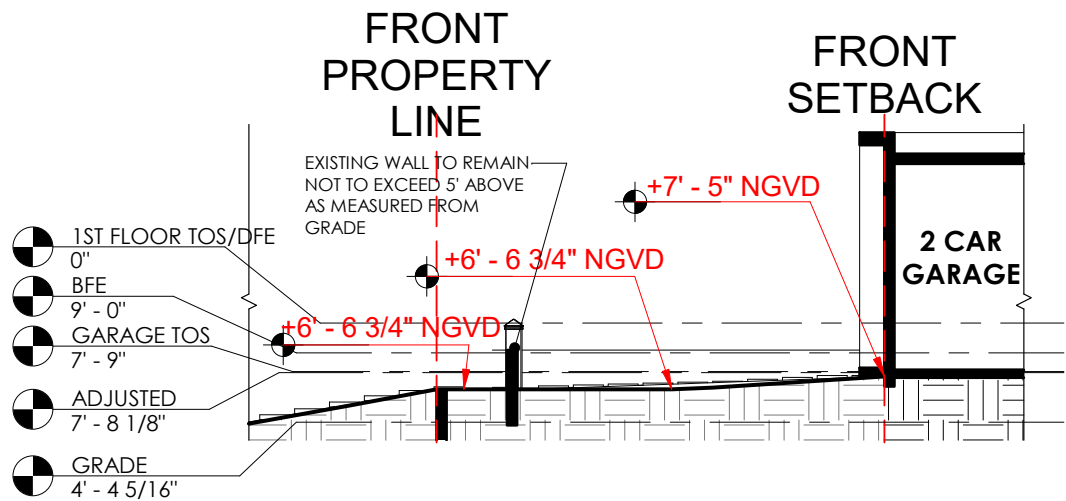 FRONT
PROPERTY
LINE
FRONT
SETBACK
EXISTING WALL TO REMAIN
NOT TO EXCEED 5' ABOVE
AS MEASURED FROM
GRADE
+7' - 5" NGVD
+6' - 6 3/4" NGVD
+6' - 6 3/4" NGVD
2 CAR
GARAGE
1ST FLOOR TOS/DFE
0"
BFE
9' - 0"
GARAGE TOS
7' - 9"
ADJUSTED
7' - 8 1/8"
GRADE
4' - 4 5/16"